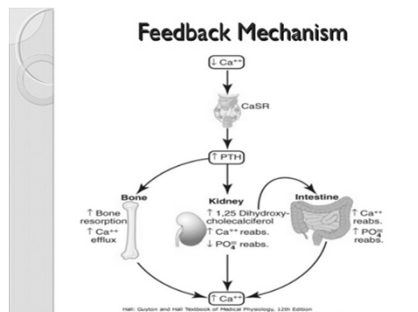 Feedback Mechanism
↓ Ca⁺⁺
CaSR
↑ PTH
Bone
↑ Bone
resorption
↑ Ca⁺⁺
efflux
Kidney
↑ 1,25 Dihydroxy-
cholecalciferol
↑ Ca⁺⁺ reabs.
↓ PO₄⁼ reabs.
Intestine
↑ Ca⁺⁺
reabs.
↑ PO₄⁼
reabs.
↑ Ca⁺⁺
Hall: Guyton and Hall Textbook of Medical Physiology, 12th Edition